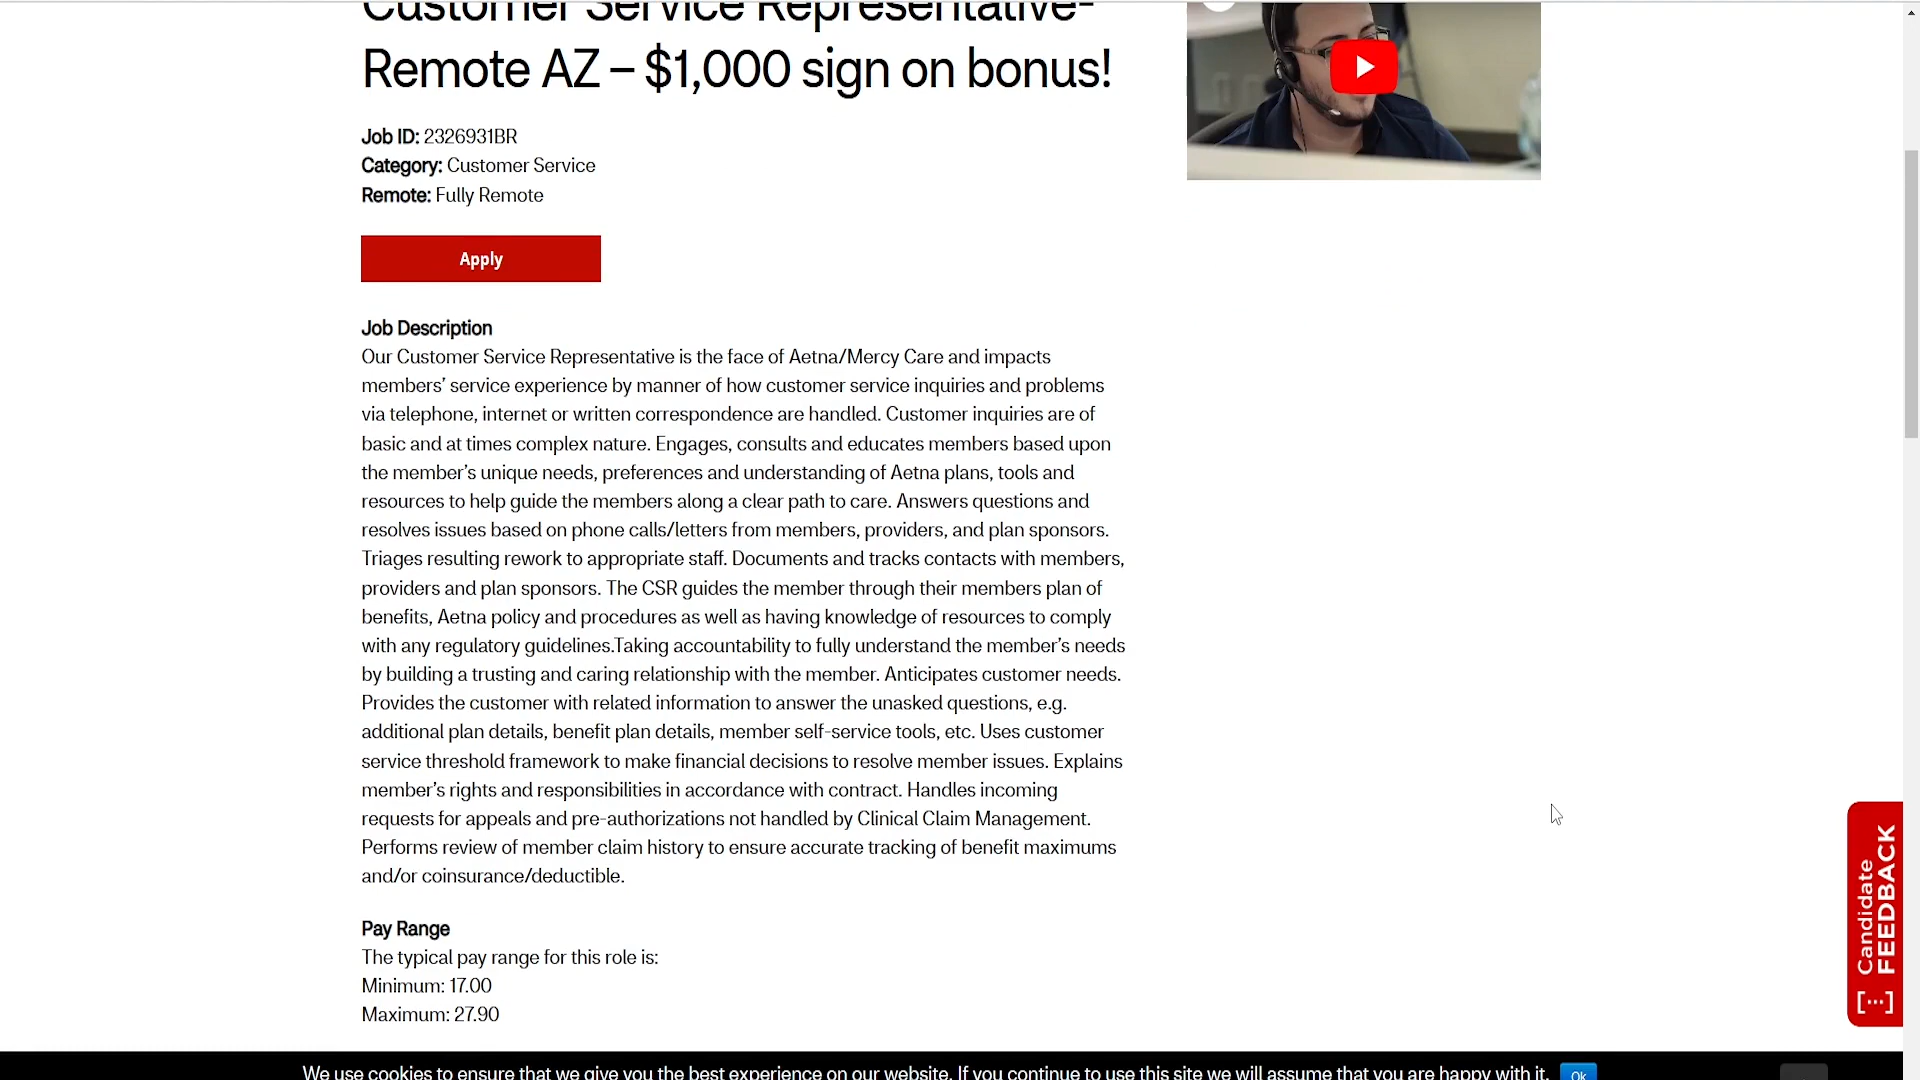 Customer Service Representative-
Remote AZ – $1,000 sign on bonus!
Job ID: 2326931BR
Category: Customer Service
Remote: Fully Remote
Apply
Job Description
Our Customer Service Representative is the face of Aetna/Mercy Care and impacts
members’ service experience by manner of how customer service inquiries and problems
via telephone, internet or written correspondence are handled. Customer inquiries are of
basic and at times complex nature. Engages, consults and educates members based upon
the member’s unique needs, preferences and understanding of Aetna plans, tools and
resources to help guide the members along a clear path to care. Answers questions and
resolves issues based on phone calls/letters from members, providers, and plan sponsors.
Triages resulting rework to appropriate staff. Documents and tracks contacts with members,
providers and plan sponsors. The CSR guides the member through their members plan of
benefits, Aetna policy and procedures as well as having knowledge of resources to comply
with any regulatory guidelines.Taking accountability to fully understand the member’s needs
by building a trusting and caring relationship with the member. Anticipates customer needs.
Provides the customer with related information to answer the unasked questions, e.g.
additional plan details, benefit plan details, member self-service tools, etc. Uses customer
service threshold framework to make financial decisions to resolve member issues. Explains
member’s rights and responsibilities in accordance with contract. Handles incoming
requests for appeals and pre-authorizations not handled by Clinical Claim Management.
Performs review of member claim history to ensure accurate tracking of benefit maximums
and/or coinsurance/deductible.
Pay Range
The typical pay range for this role is:
Minimum: 17.00
Maximum: 27.90
Candidate
FEEDBACK
We use cookies to ensure that we give you the best experience on our website. If you continue to use this site we will assume that you are happy with it.
Ok